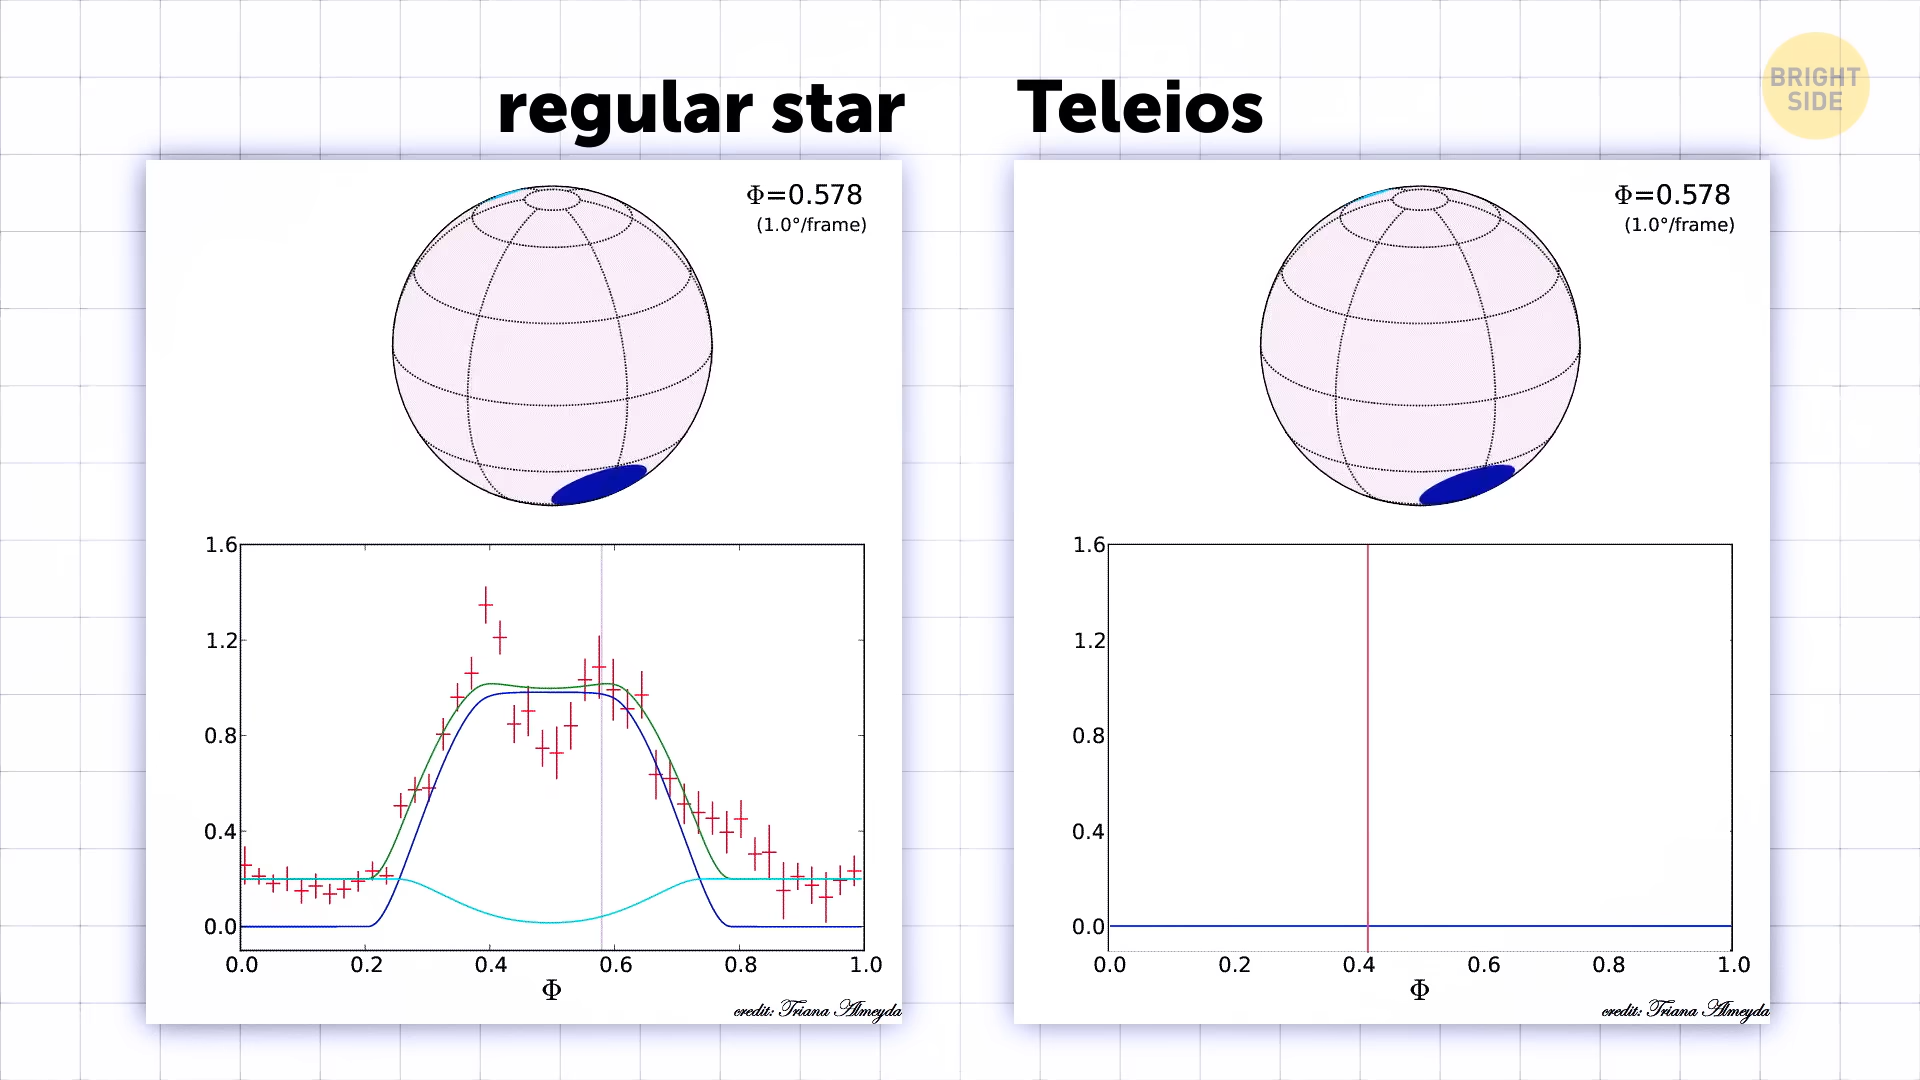 regular star
Teleios
BRIGHT
SIDE
Φ=0.578
(1.0°/frame)
1.6
1.2
0.8
0.4
0.0
0.0 0.2 0.4 0.6 0.8 1.0
Φ
credit: Triana Almeyda
Φ=0.578
(1.0°/frame)
1.6
1.2
0.8
0.4
0.0
0.0 0.2 0.4 0.6 0.8 1.0
Φ
credit: Triana Almeyda